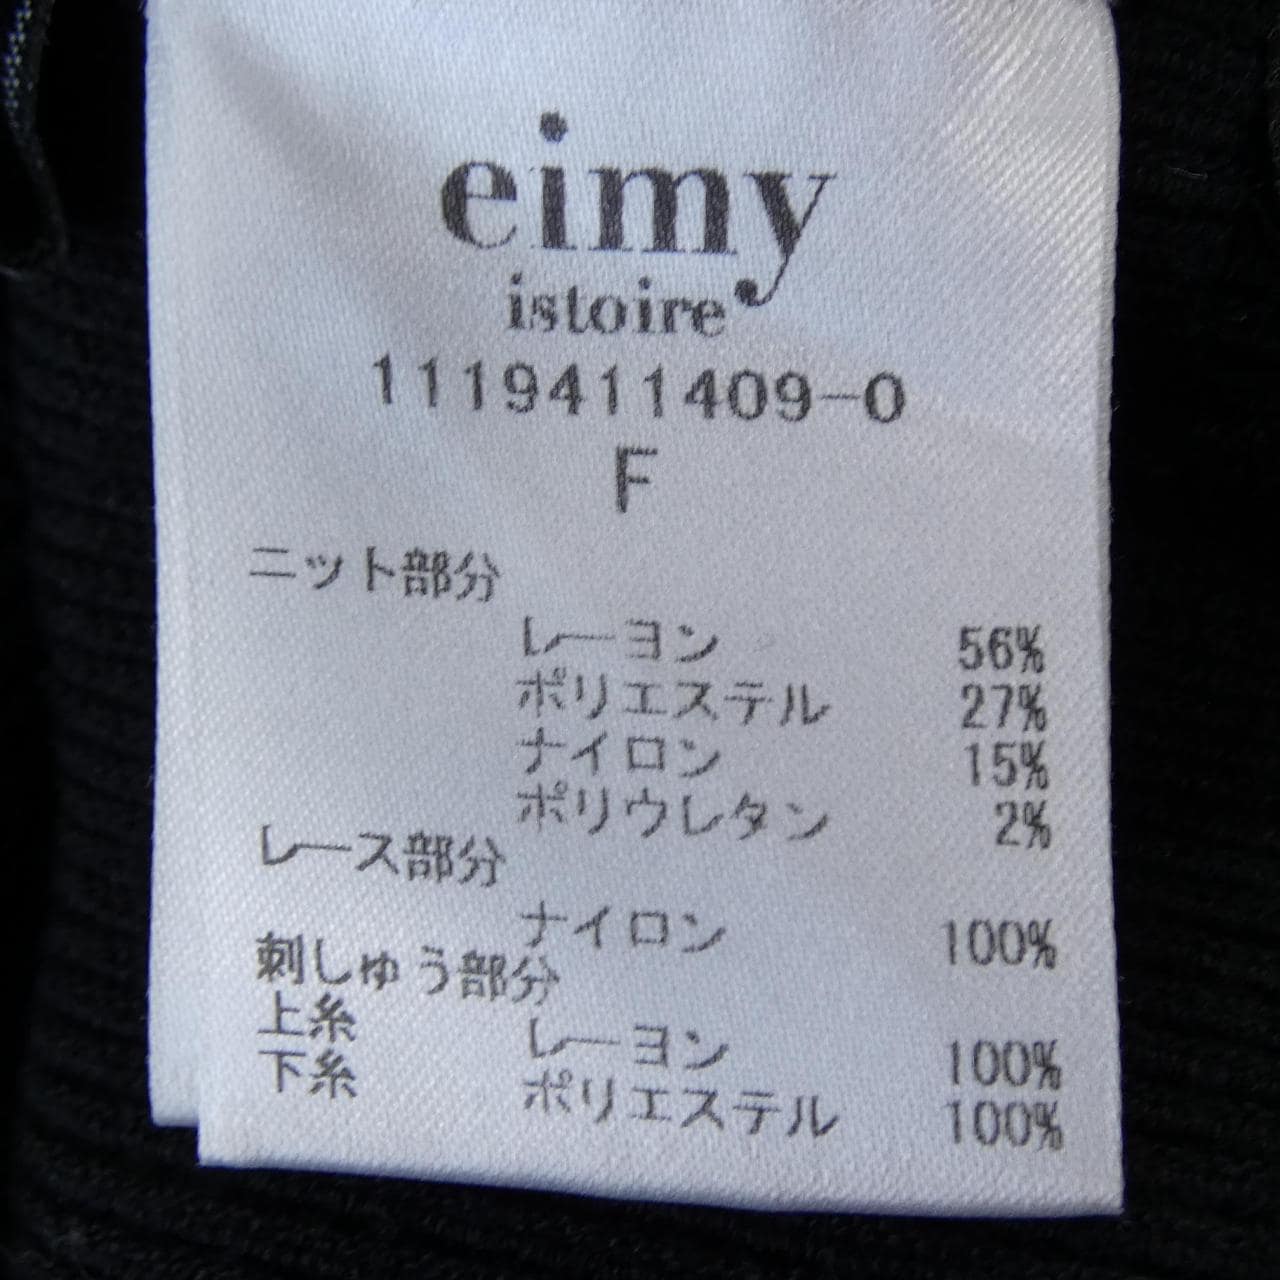 eimy
istoire
1119411409-0
F
ニット部分
レーヨン 56%
ポリエステル 27%
ナイロン 15%
ポリウレタン 2%
レース部分
ナイロン 100%
刺しゅう部分
上糸 レーヨン 100%
下糸 ポリエステル 100%